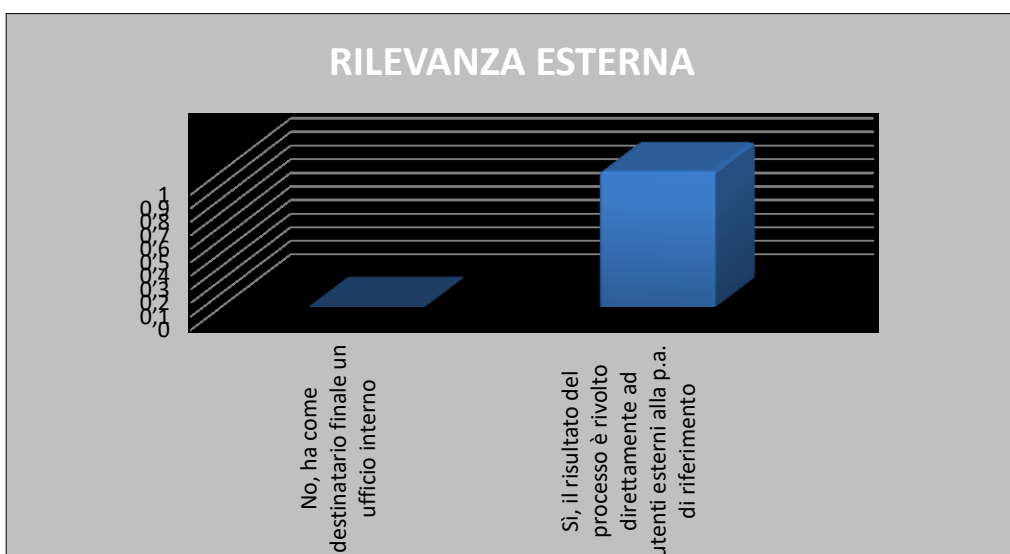 RILEVANZA ESTERNA
1
0,9
0,8
0,7
0,6
0,5
0,4
0,3
0,2
0,1
0
No, ha come
destinatario finale un
ufficio interno
Sì, il risultato del
processo è rivolto
direttamente ad
utenti esterni alla p.a.
di riferimento